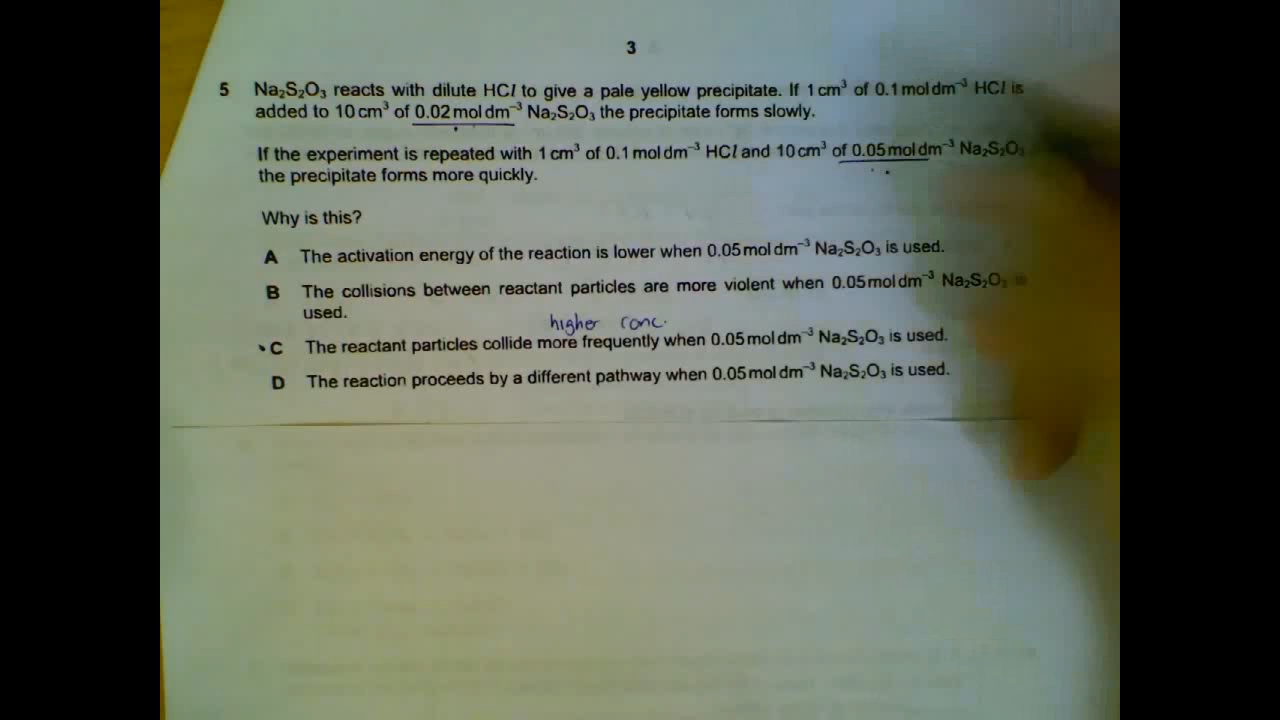 3
5 Na₂S₂O₃ reacts with dilute HCl to give a pale yellow precipitate. If 1 cm³ of 0.1 mol dm⁻³ HCl is
added to 10 cm³ of 0.02 mol dm⁻³ Na₂S₂O₃ the precipitate forms slowly.
If the experiment is repeated with 1 cm³ of 0.1 mol dm⁻³ HCl and 10 cm³ of 0.05 mol dm⁻³ Na₂S₂O₃
the precipitate forms more quickly.
Why is this?
A The activation energy of the reaction is lower when 0.05 mol dm⁻³ Na₂S₂O₃ is used.
B The collisions between reactant particles are more violent when 0.05 mol dm⁻³ Na₂S₂O₃
used.
higher conc.
C The reactant particles collide more frequently when 0.05 mol dm⁻³ Na₂S₂O₃ is used.
D The reaction proceeds by a different pathway when 0.05 mol dm⁻³ Na₂S₂O₃ is used.